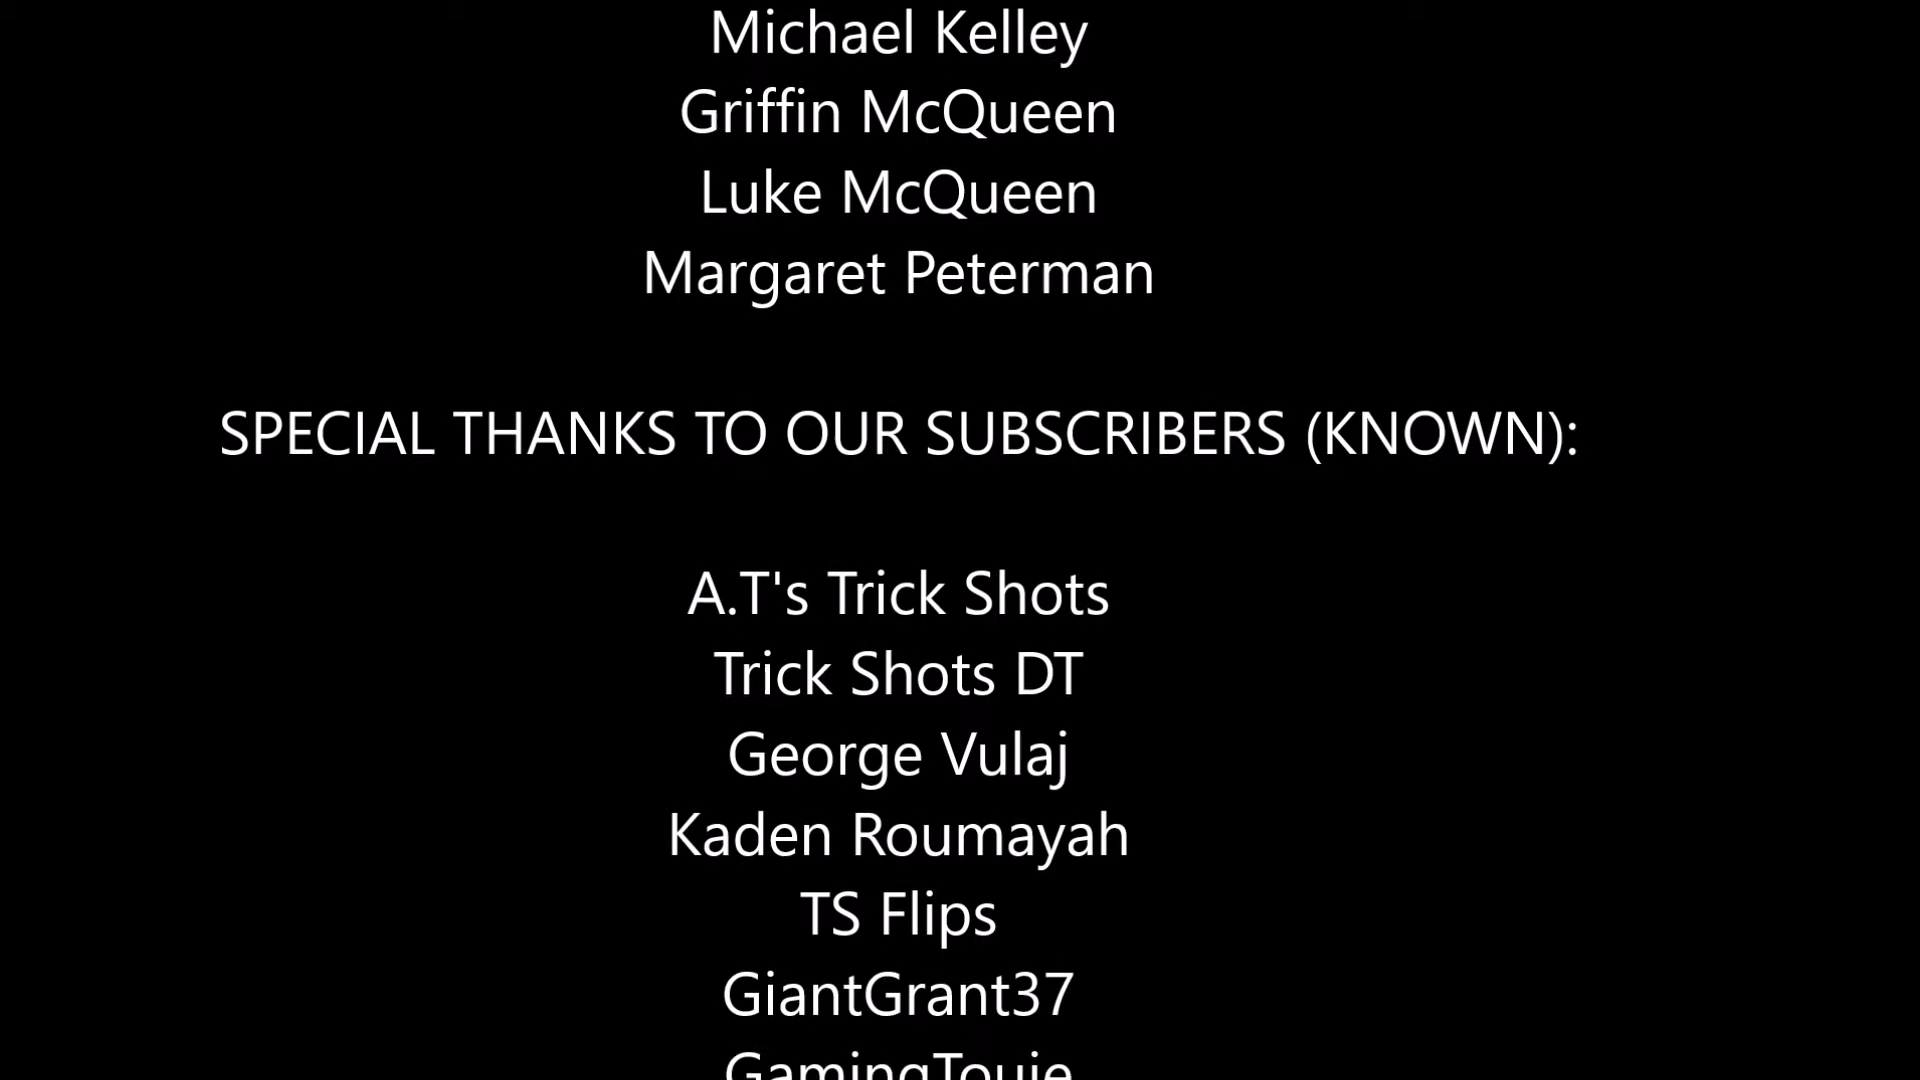 Michael Kelley
Griffin McQueen
Luke McQueen
Margaret Peterman
SPECIAL THANKS TO OUR SUBSCRIBERS (KNOWN):
A.T's Trick Shots
Trick Shots DT
George Vulaj
Kaden Roumayah
TS Flips
GiantGrant37